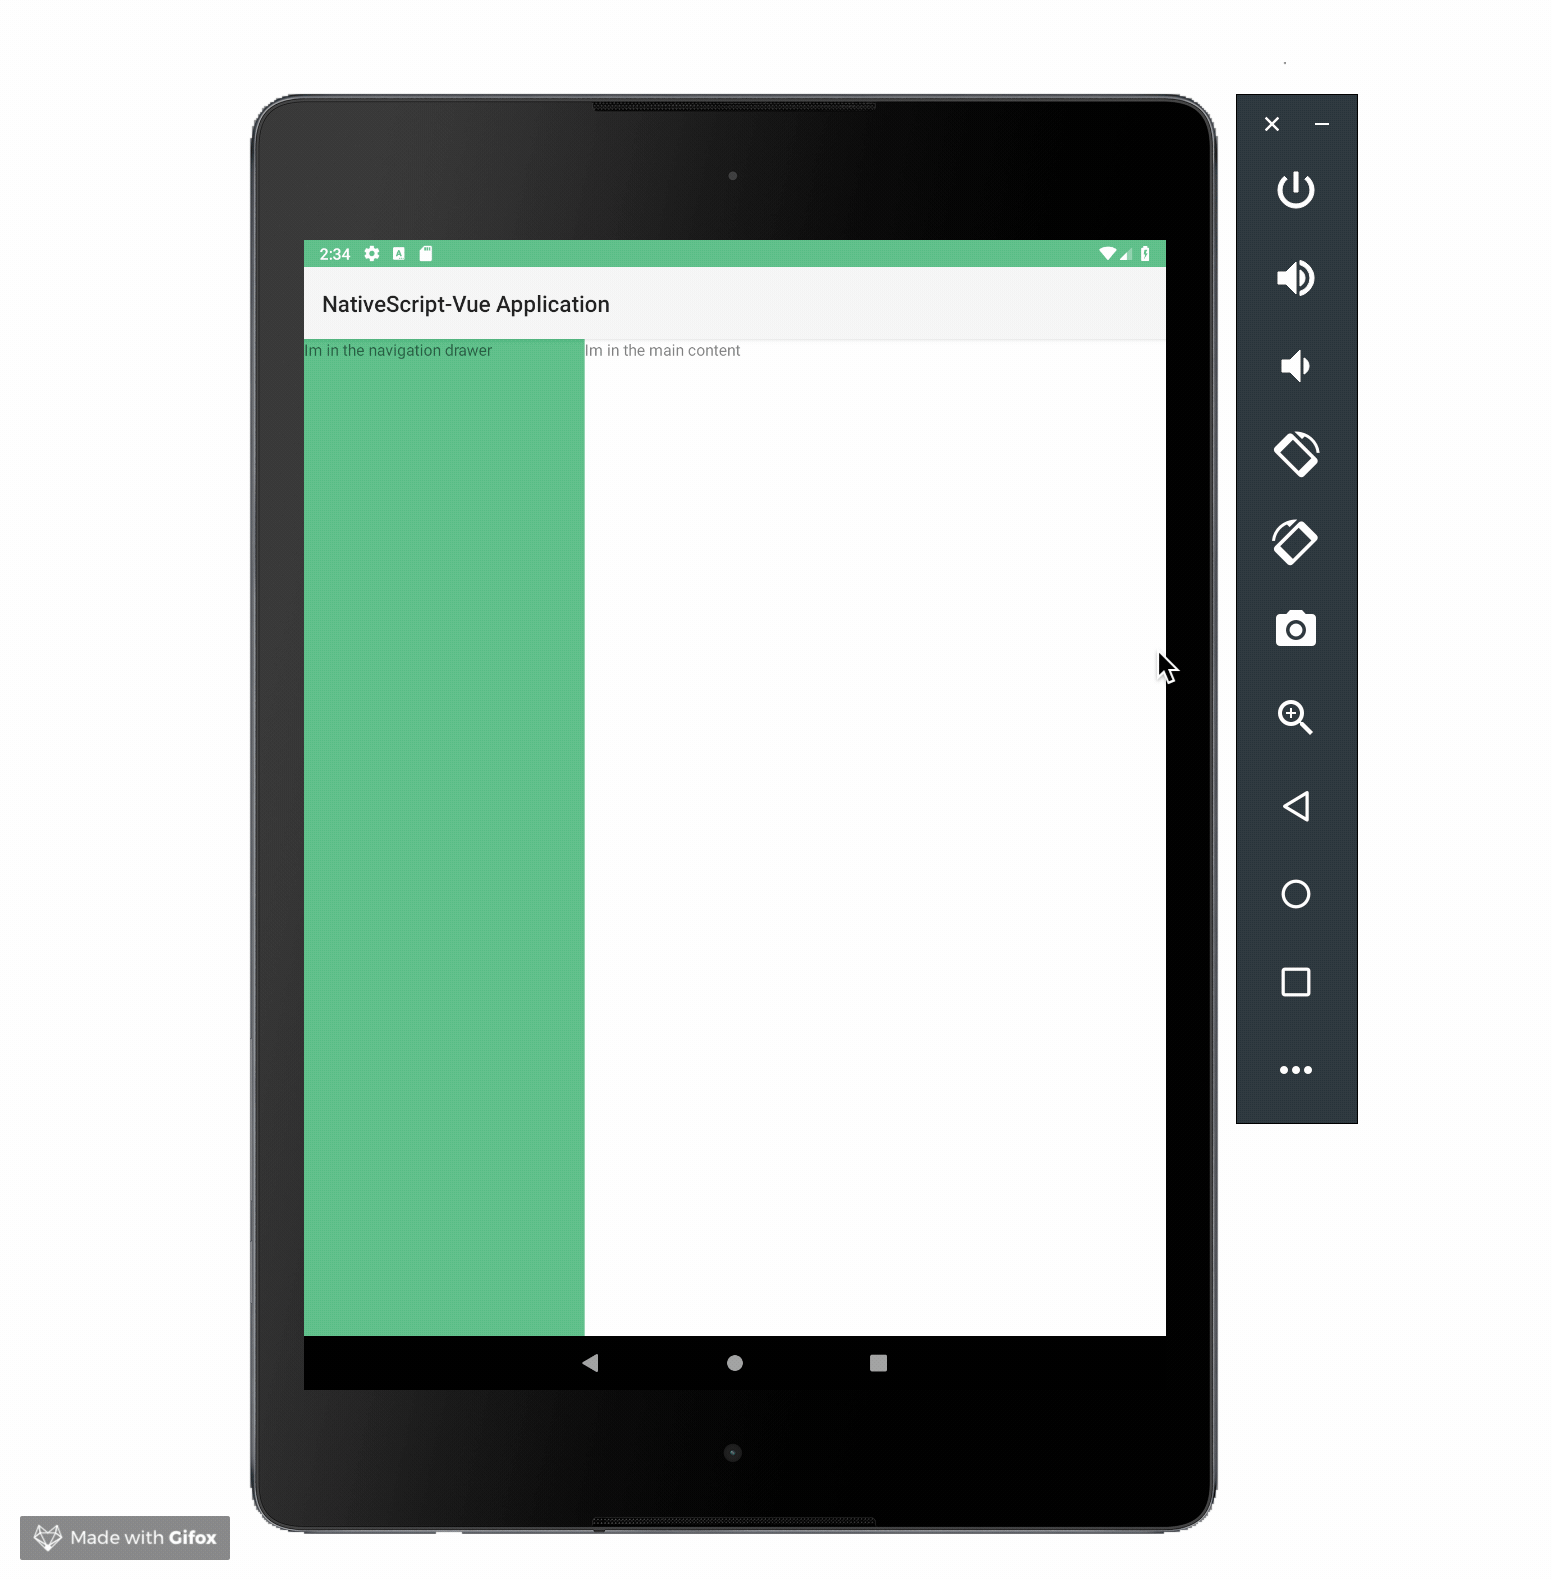 2:34
NativeScript-Vue Application
Im in the navigation drawer
Im in the main content
Made with Gifox